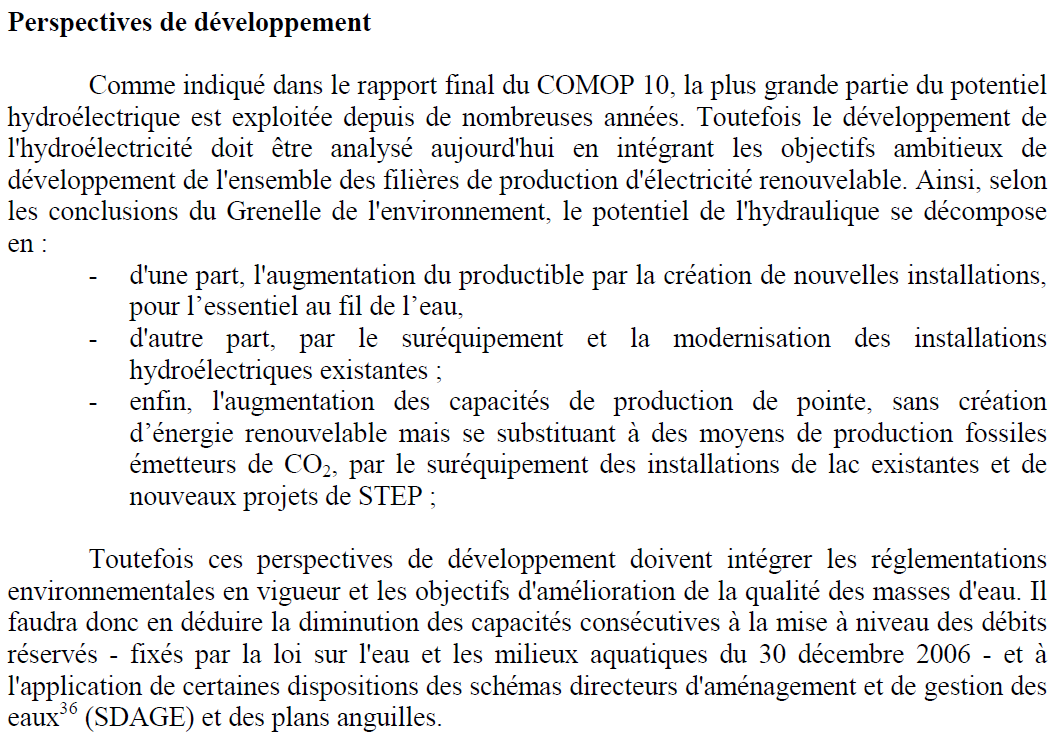 Perspectives de développement
Comme indiqué dans le rapport final du COMOP 10, la plus grande partie du potentiel
hydroélectrique est exploitée depuis de nombreuses années. Toutefois le développement de
l'hydroélectricité doit être analysé aujourd'hui en intégrant les objectifs ambitieux de
développement de l'ensemble des filières de production d'électricité renouvelable. Ainsi, selon
les conclusions du Grenelle de l'environnement, le potentiel de l'hydraulique se décompose
en :
- d'une part, l'augmentation du productible par la création de nouvelles installations,
pour l’essentiel au fil de l’eau,
- d'autre part, par le suréquipement et la modernisation des installations
hydroélectriques existantes ;
- enfin, l'augmentation des capacités de production de pointe, sans création
d’énergie renouvelable mais se substituant à des moyens de production fossiles
émetteurs de CO₂, par le suréquipement des installations de lac existantes et de
nouveaux projets de STEP ;
Toutefois ces perspectives de développement doivent intégrer les réglementations
environnementales en vigueur et les objectifs d'amélioration de la qualité des masses d'eau. Il
faudra donc en déduire la diminution des capacités consécutives à la mise à niveau des débits
réservés - fixés par la loi sur l'eau et les milieux aquatiques du 30 décembre 2006 - et à
l'application de certaines dispositions des schémas directeurs d'aménagement et de gestion des
eaux³⁶ (SDAGE) et des plans anguilles.